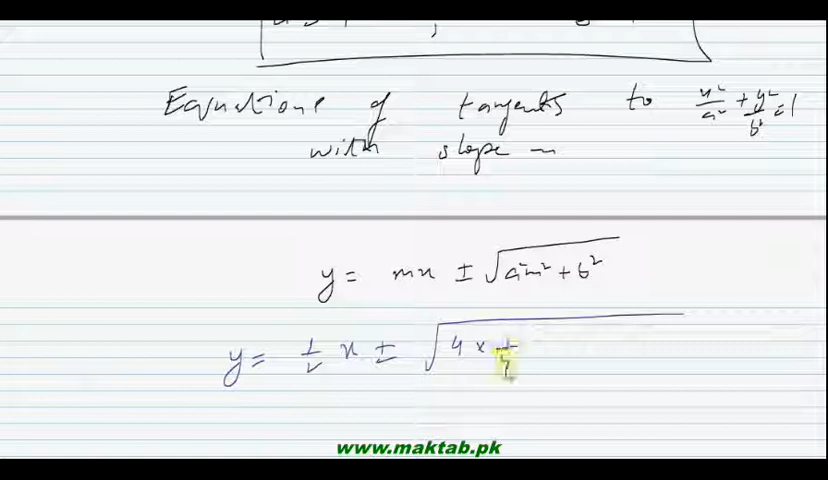 Equations of tangents to x²/a² + y²/b² = 1
with slope m
y = mx ± √(a²m² + b²)
y = 1/2 x ± √(4 × 1/4
www.maktab.pk